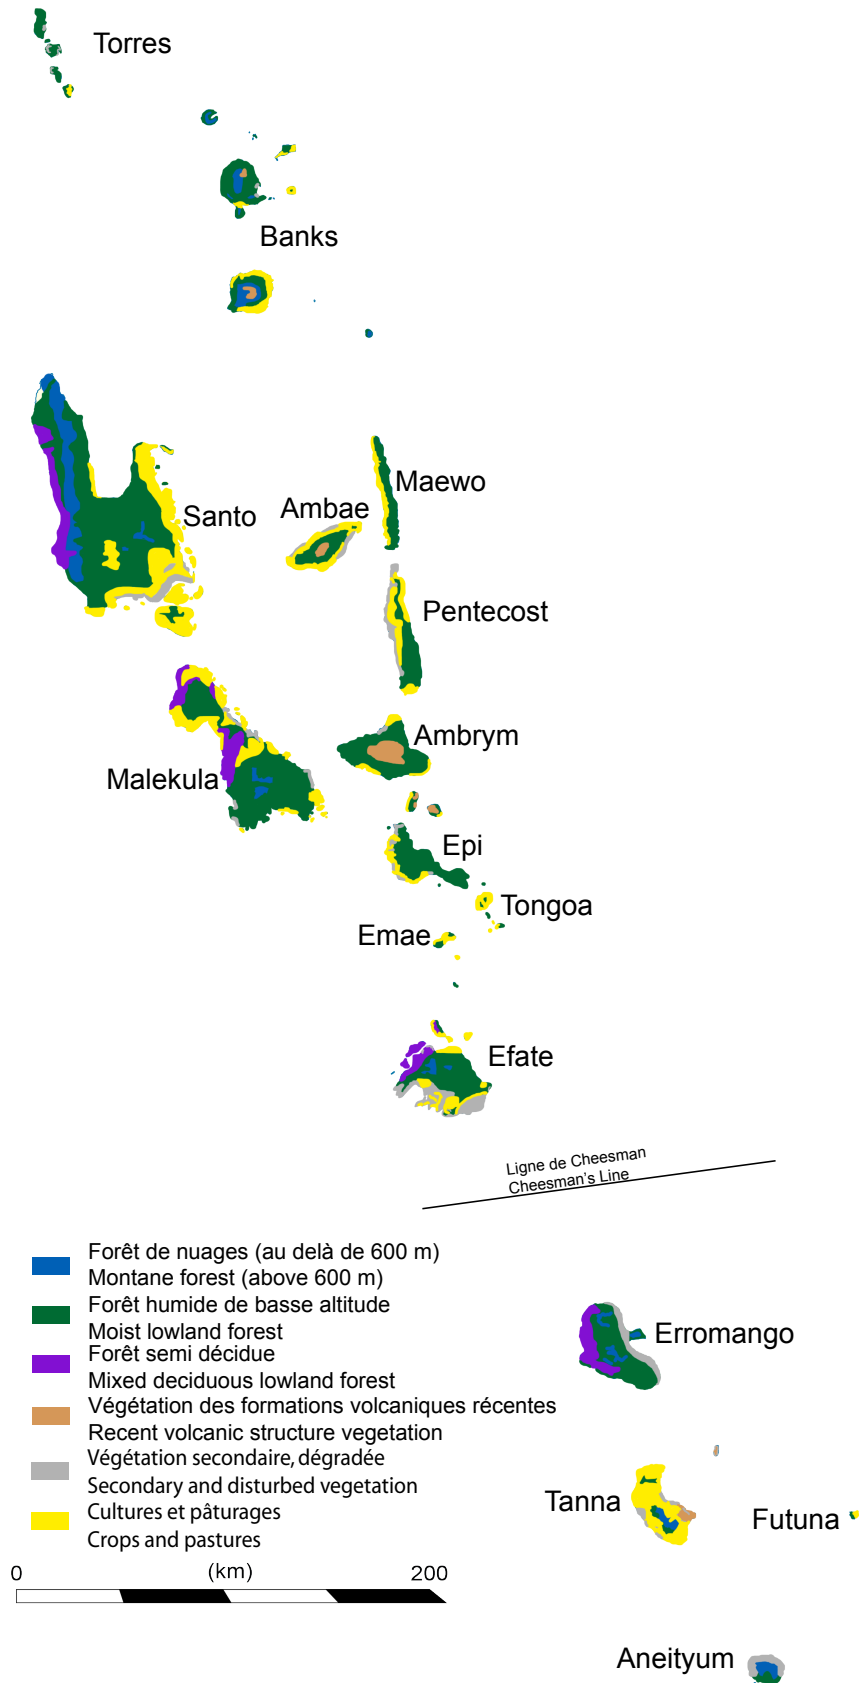 Torres
Banks
Maewo
Santo
Ambae
Pentecost
Ambrym
Malekula
Epi
Tongoa
Emae
Efate
Ligne de Cheesman
Cheesman's Line
Forêt de nuages (au delà de 600 m)
Montane forest (above 600 m)
Forêt humide de basse altitude
Moist lowland forest
Forêt semi décidue
Mixed deciduous lowland forest
Végétation des formations volcaniques récentes
Recent volcanic structure vegetation
Végétation secondaire, dégradée
Secondary and disturbed vegetation
Cultures et pâturages
Crops and pastures
0 (km) 200
Erromango
Tanna
Futuna
Aneityum